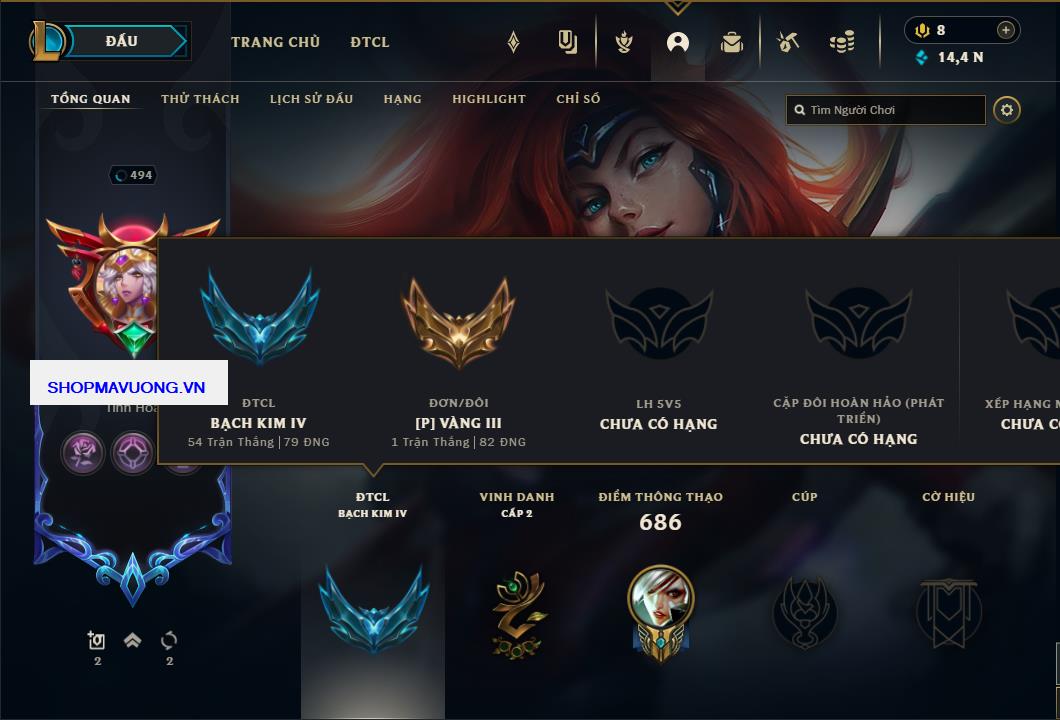 ĐẤU
TRANG CHỦ
ĐTCL
8
14,4 N
TỔNG QUAN
THỬ THÁCH
LỊCH SỬ ĐẤU
HẠNG
HIGHLIGHT
CHỈ SỐ
Tìm Người Chơi
494
SHOPMAVUONG.VN
Tinh Hoa
ĐTCL
BẠCH KIM IV
54 Trận Thắng | 79 ĐNG
ĐƠN/ĐÔI
[P] VÀNG III
1 Trận Thắng | 82 ĐNG
LH 5V5
CHƯA CÓ HẠNG
CẶP ĐÔI HOÀN HẢO (PHÁT
TRIỂN)
CHƯA CÓ HẠNG
XẾP HẠNG
CHƯA
ĐTCL
BẠCH KIM IV
VINH DANH
CẤP 2
ĐIỂM THÔNG THẠO
686
CÚP
CỜ HIỆU
2
2